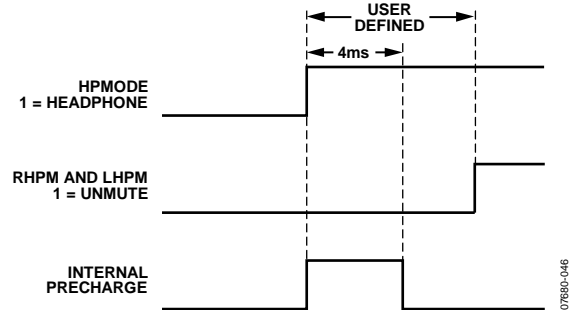 USER
DEFINED
4ms
HPMODE
1 = HEADPHONE
RHPM AND LHPM
1 = UNMUTE
INTERNAL
PRECHARGE
07680-046